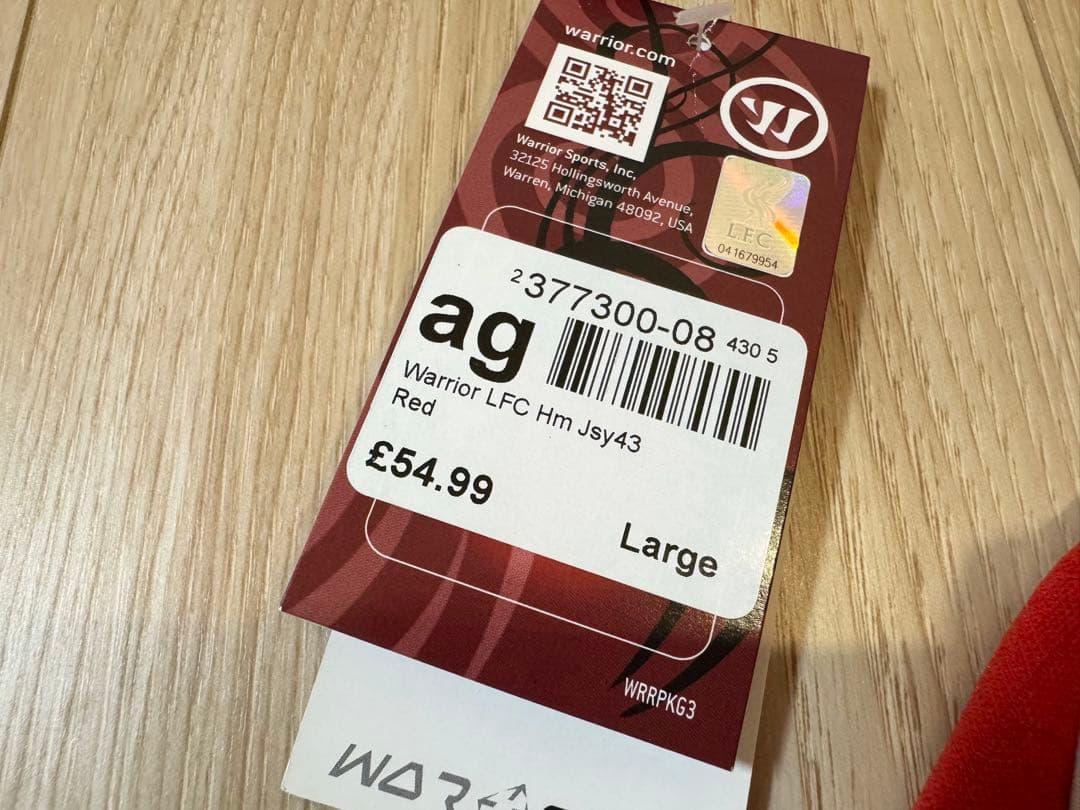 warrior.com
Warrior Sports, Inc,
32125 Hollingsworth Avenue,
Warren, Michigan 48092, USA
L.F.C.
041679954
2377300-08 430 5
ag
Warrior LFC Hm Jsy43
Red
£54.99
Large
WRRPKG3